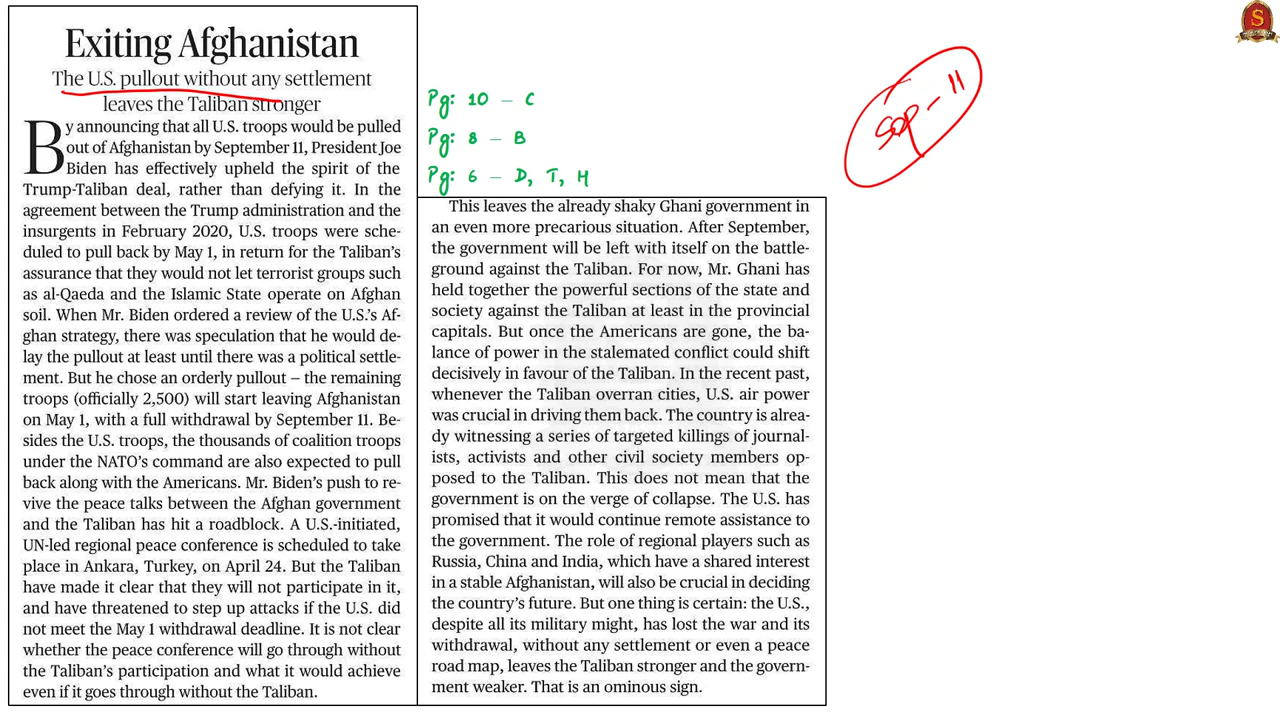 Exiting Afghanistan
The U.S. pullout without any settlement
leaves the Taliban stronger
By announcing that all U.S. troops would be pulled
out of Afghanistan by September 11, President Joe
Biden has effectively upheld the spirit of the
Trump-Taliban deal, rather than defying it. In the
agreement between the Trump administration and the
insurgents in February 2020, U.S. troops were sche-
duled to pull back by May 1, in return for the Taliban's
assurance that they would not let terrorist groups such
as al-Qaeda and the Islamic State operate on Afghan
soil. When Mr. Biden ordered a review of the U.S.'s Af-
ghan strategy, there was speculation that he would de-
lay the pullout at least until there was a political settle-
ment. But he chose an orderly pullout – the remaining
troops (officially 2,500) will start leaving Afghanistan
on May 1, with a full withdrawal by September 11. Be-
sides the U.S. troops, the thousands of coalition troops
under the NATO's command are also expected to pull
back along with the Americans. Mr. Biden's push to re-
vive the peace talks between the Afghan government
and the Taliban has hit a roadblock. A U.S.-initiated,
UN-led regional peace conference is scheduled to take
place in Ankara, Turkey, on April 24. But the Taliban
have made it clear that they will not participate in it,
and have threatened to step up attacks if the U.S. did
not meet the May 1 withdrawal deadline. It is not clear
whether the peace conference will go through without
the Taliban's participation and what it would achieve
even if it goes through without the Taliban.
Pg: 10 – C
Pg: 8 – B
Pg: 6 – D, T, H
This leaves the already shaky Ghani government in
an even more precarious situation. After September,
the government will be left with itself on the battle-
ground against the Taliban. For now, Mr. Ghani has
held together the powerful sections of the state and
society against the Taliban at least in the provincial
capitals. But once the Americans are gone, the ba-
lance of power in the stalemated conflict could shift
decisively in favour of the Taliban. In the recent past,
whenever the Taliban overran cities, U.S. air power
was crucial in driving them back. The country is alrea-
dy witnessing a series of targeted killings of journal-
ists, activists and other civil society members op-
posed to the Taliban. This does not mean that the
government is on the verge of collapse. The U.S. has
promised that it would continue remote assistance to
the government. The role of regional players such as
Russia, China and India, which have a shared interest
in a stable Afghanistan, will also be crucial in deciding
the country's future. But one thing is certain: the U.S.,
despite all its military might, has lost the war and its
withdrawal, without any settlement or even a peace
road map, leaves the Taliban stronger and the govern-
ment weaker. That is an ominous sign.
Sep – 11
S